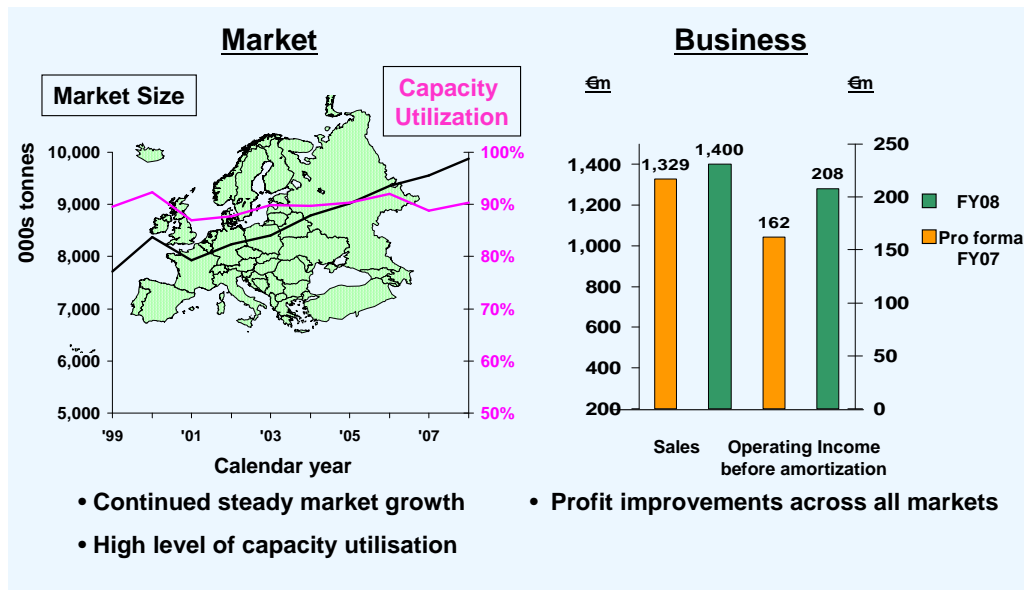 Market
Market Size
Capacity
Utilization
000s tonnes
10,000
9,000
8,000
7,000
6,000
5,000
100%
90%
80%
70%
60%
50%
'99
'01
'03
'05
'07
Calendar year
• Continued steady market growth
• High level of capacity utilisation
Business
€m
€m
1,400
1,200
1,000
800
600
400
200
1,329
1,400
162
208
250
200
150
100
50
0
FY08
Pro forma
FY07
Sales
Operating Income
before amortization
• Profit improvements across all markets